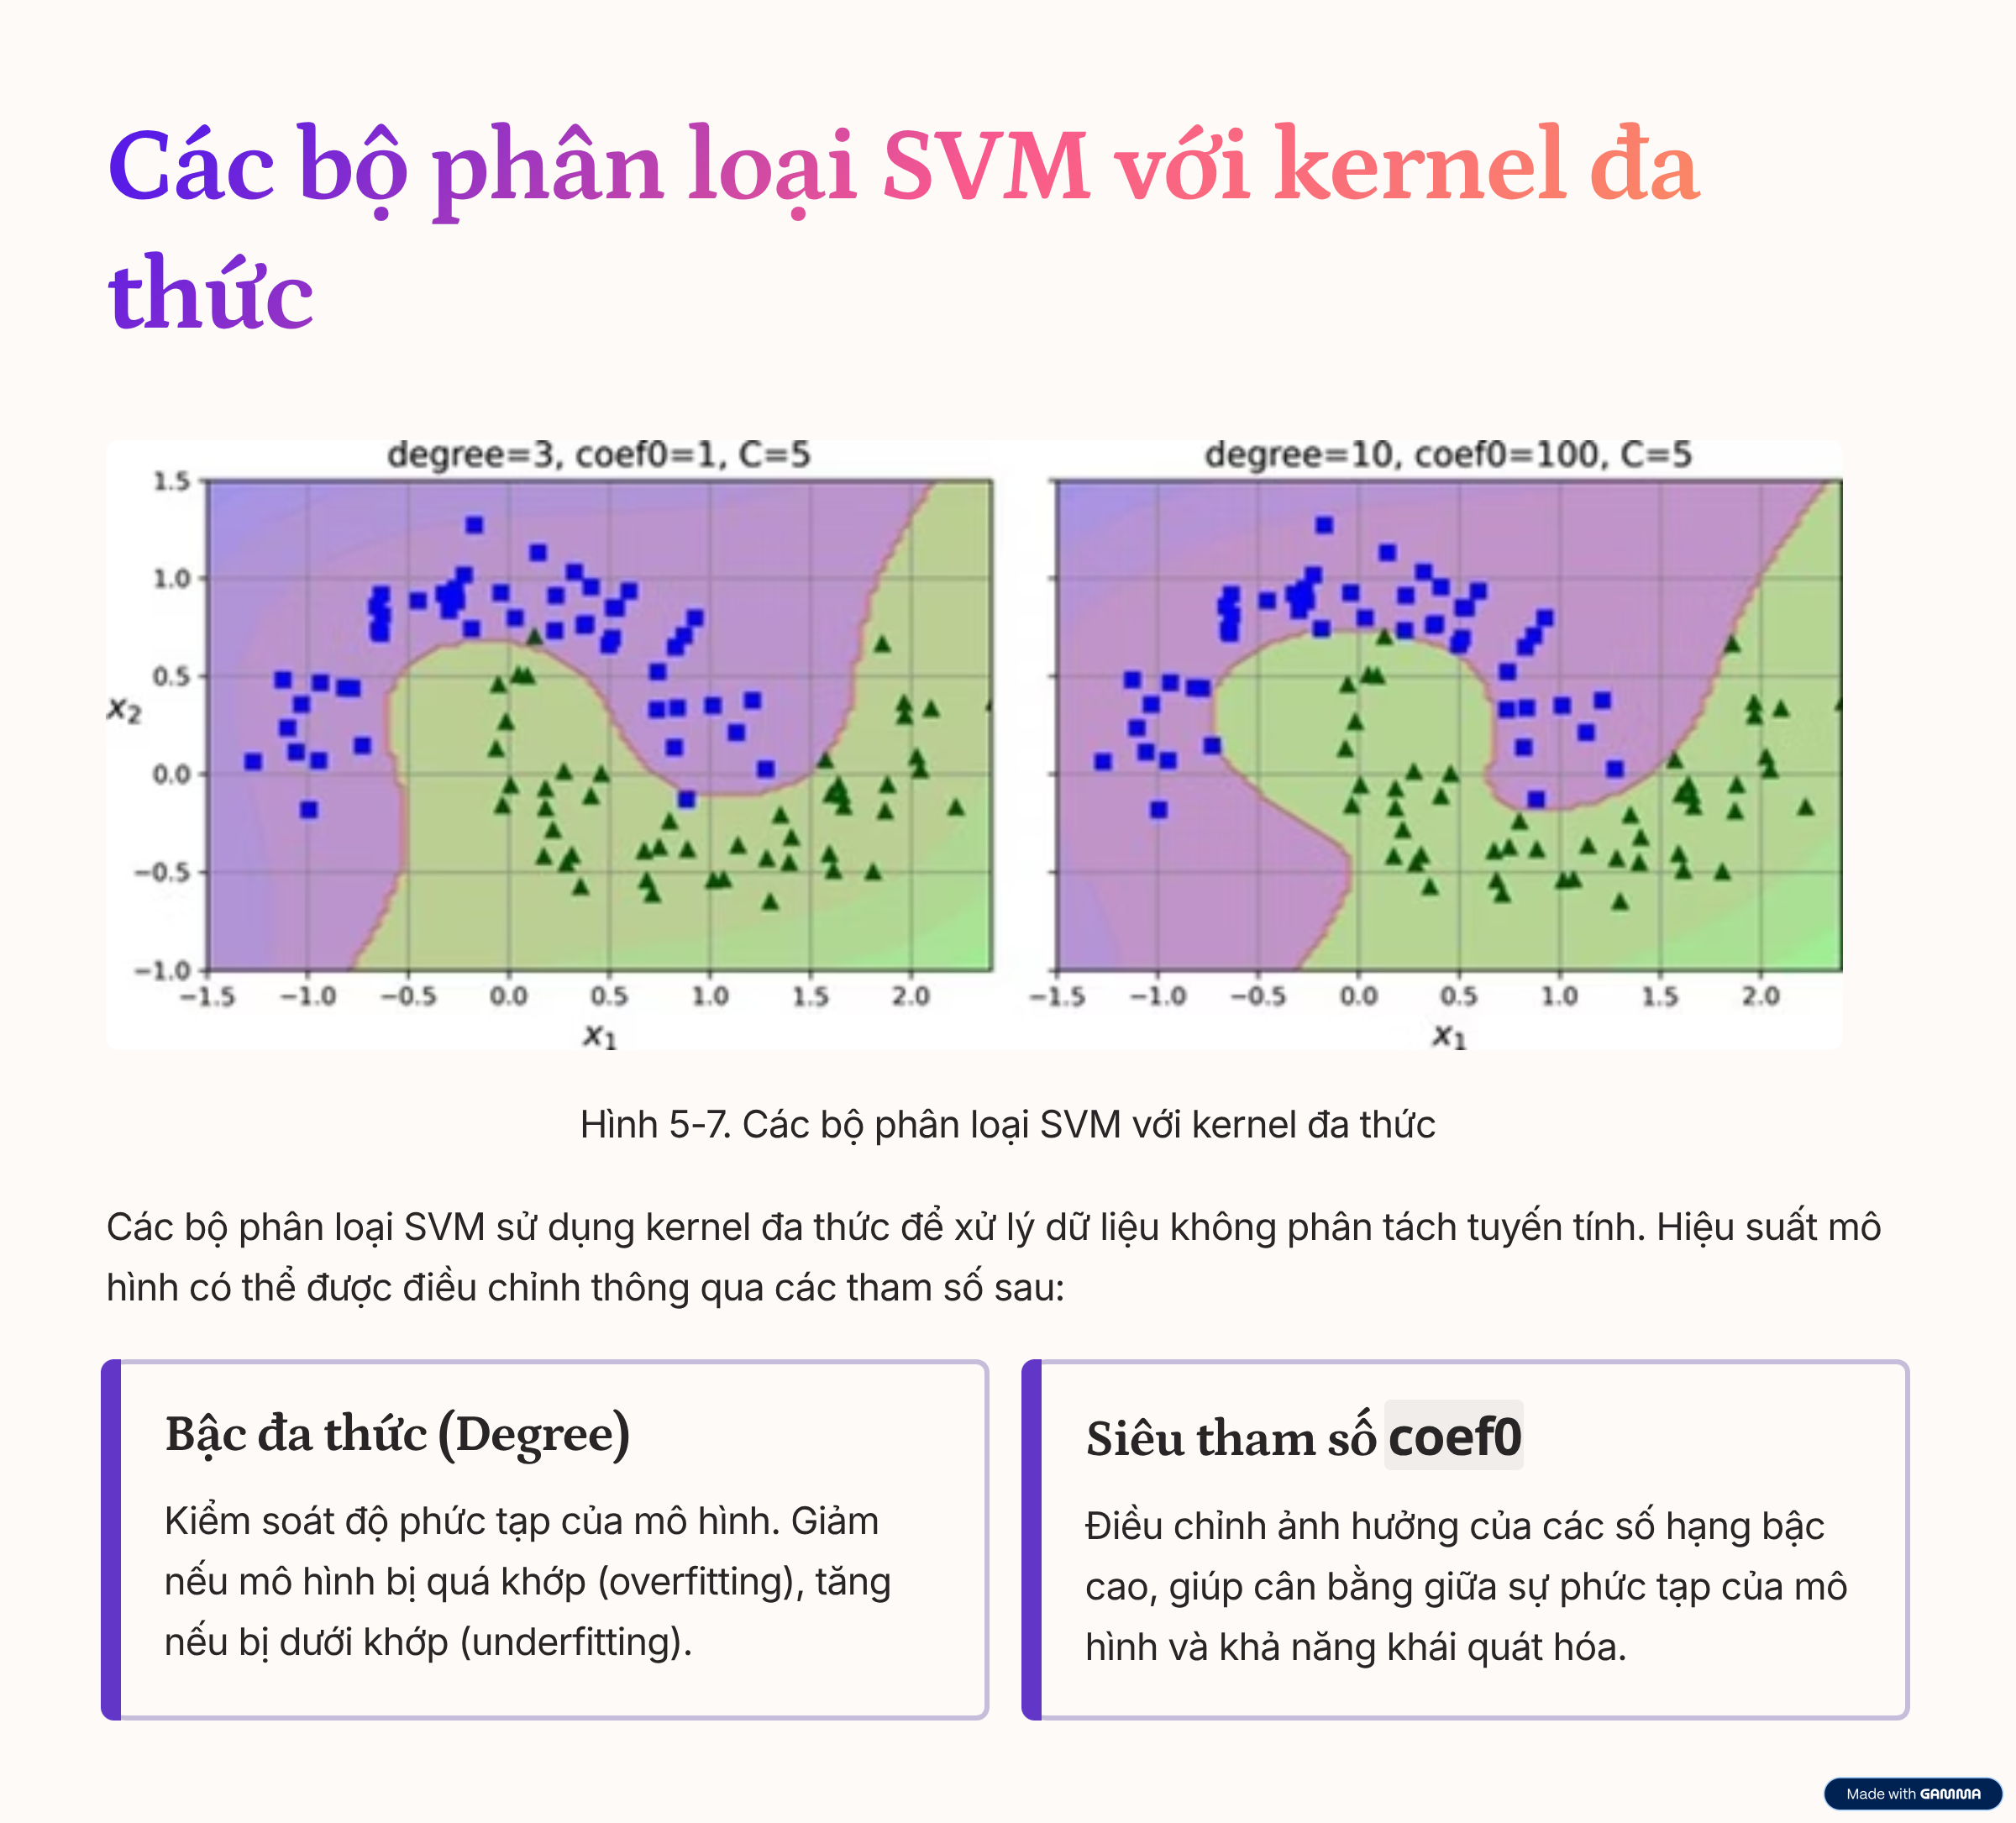 Các bộ phân loại SVM với kernel đa
thức
degree=3, coef0=1, C=5
1.5
1.0
0.5
0.0
−0.5
−1.0
x₂
−1.5 −1.0 −0.5 0.0 0.5 1.0 1.5 2.0
x₁
degree=10, coef0=100, C=5
−1.5 −1.0 −0.5 0.0 0.5 1.0 1.5 2.0
x₁
Hình 5-7. Các bộ phân loại SVM với kernel đa thức
Các bộ phân loại SVM sử dụng kernel đa thức để xử lý dữ liệu không phân tách tuyến tính. Hiệu suất mô
hình có thể được điều chỉnh thông qua các tham số sau:
Bậc đa thức (Degree)
Kiểm soát độ phức tạp của mô hình. Giảm
nếu mô hình bị quá khớp (overfitting), tăng
nếu bị dưới khớp (underfitting).
Siêu tham số coef0
Điều chỉnh ảnh hưởng của các số hạng bậc
cao, giúp cân bằng giữa sự phức tạp của mô
hình và khả năng khái quát hóa.
Made with GAMMA